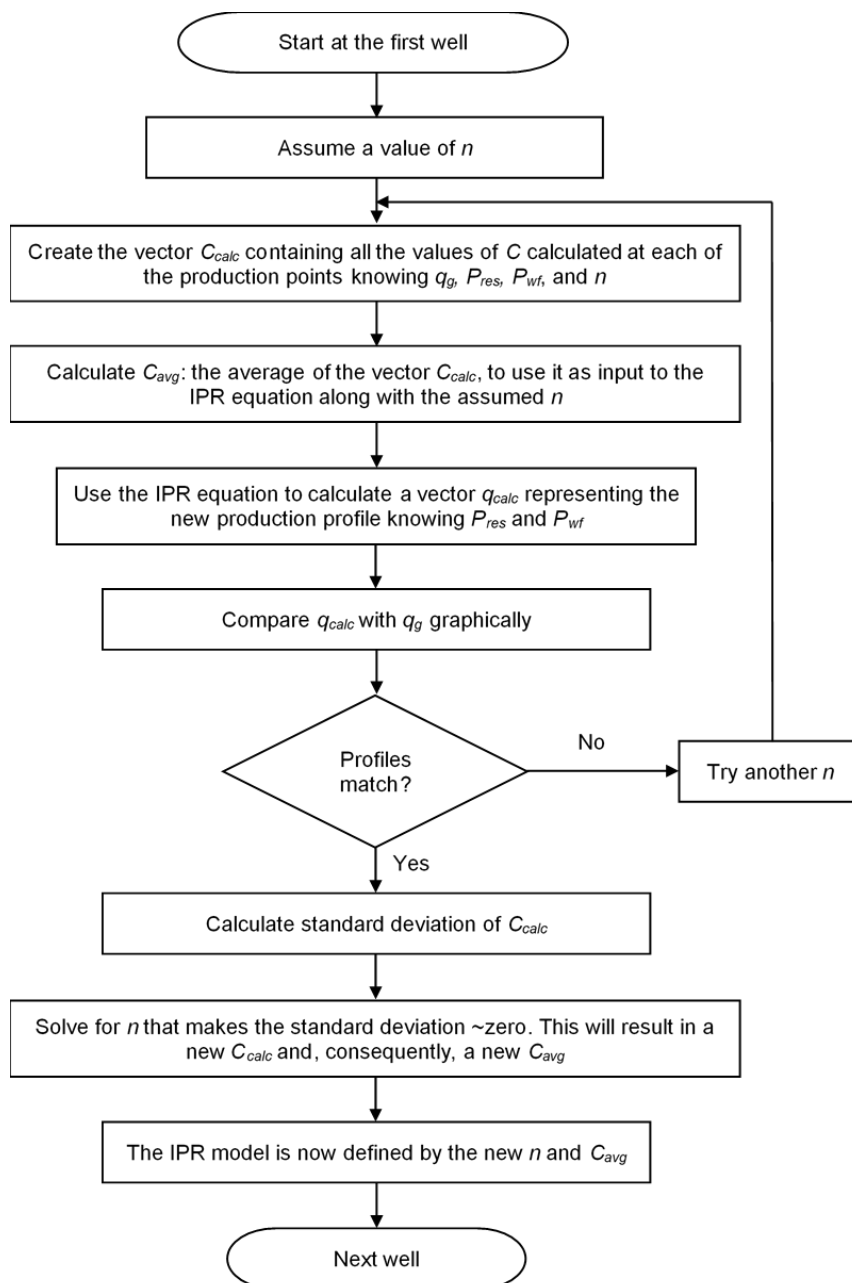 Start at the first well
Assume a value of n
Create the vector Ccalc containing all the values of C calculated at each of
the production points knowing qg, Pres, Pwf, and n
Calculate Cavg: the average of the vector Ccalc, to use it as input to the
IPR equation along with the assumed n
Use the IPR equation to calculate a vector qcalc representing the
new production profile knowing Pres and Pwf
Compare qcalc with qg graphically
Profiles
match?
No
Try another n
Yes
Calculate standard deviation of Ccalc
Solve for n that makes the standard deviation ~zero. This will result in a
new Ccalc and, consequently, a new Cavg
The IPR model is now defined by the new n and Cavg
Next well